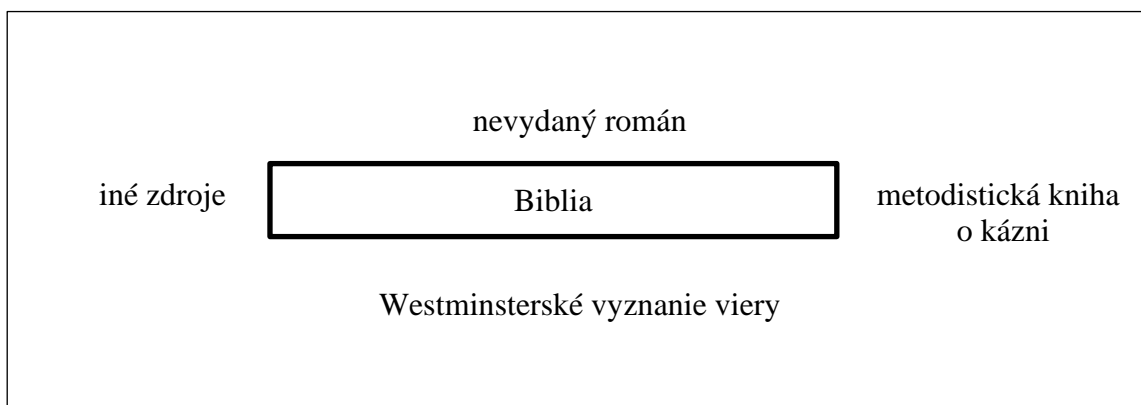 nevydaný román
iné zdroje
Biblia
metodistická kniha
o kázni
Westminsterské vyznanie viery